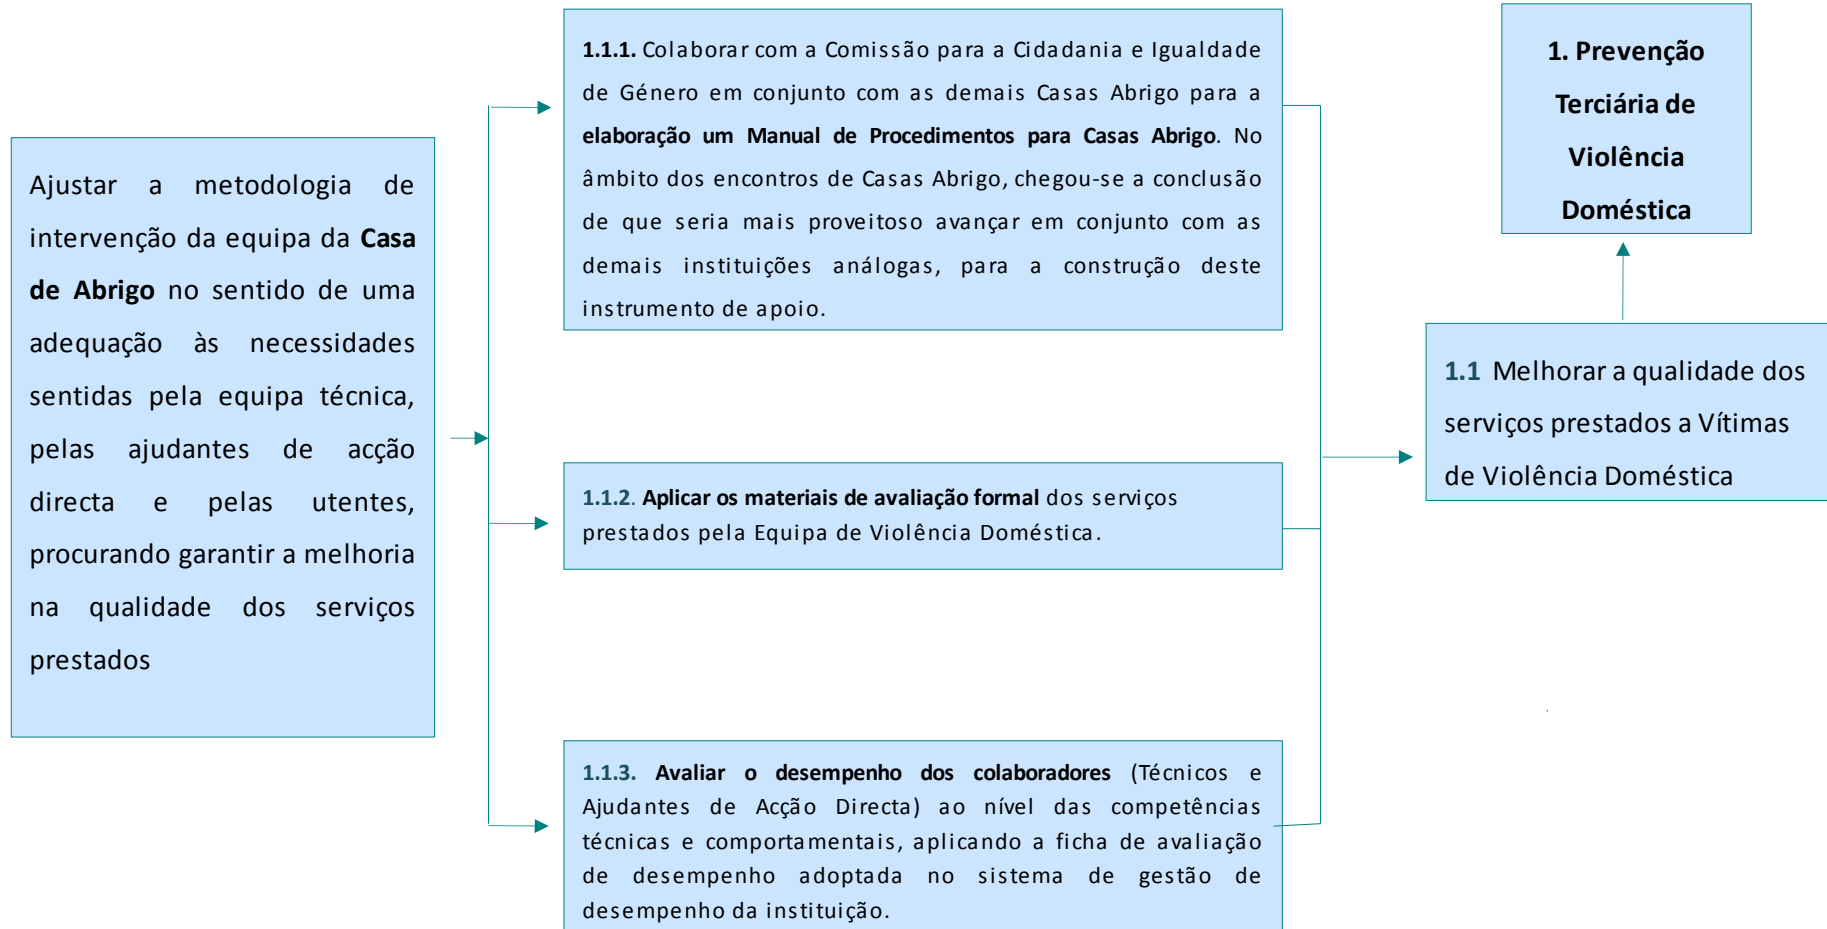 Ajustar a metodologia de
intervenção da equipa da Casa
de Abrigo no sentido de uma
adequação às necessidades
sentidas pela equipa técnica,
pelas ajudantes de acção
directa e pelas utentes,
procurando garantir a melhoria
na qualidade dos serviços
prestados
1.1.1. Colaborar com a Comissão para a Cidadania e Igualdade
de Género em conjunto com as demais Casas Abrigo para a
elaboração um Manual de Procedimentos para Casas Abrigo. No
âmbito dos encontros de Casas Abrigo, chegou-se a conclusão
de que seria mais proveitoso avançar em conjunto com as
demais instituições análogas, para a construção deste
instrumento de apoio.
1.1.2. Aplicar os materiais de avaliação formal dos serviços
prestados pela Equipa de Violência Doméstica.
1.1.3. Avaliar o desempenho dos colaboradores (Técnicos e
Ajudantes de Acção Directa) ao nível das competências
técnicas e comportamentais, aplicando a ficha de avaliação
de desempenho adoptada no sistema de gestão de
desempenho da instituição.
1.1 Melhorar a qualidade dos
serviços prestados a Vítimas
de Violência Doméstica
1. Prevenção
Terciária de
Violência
Doméstica